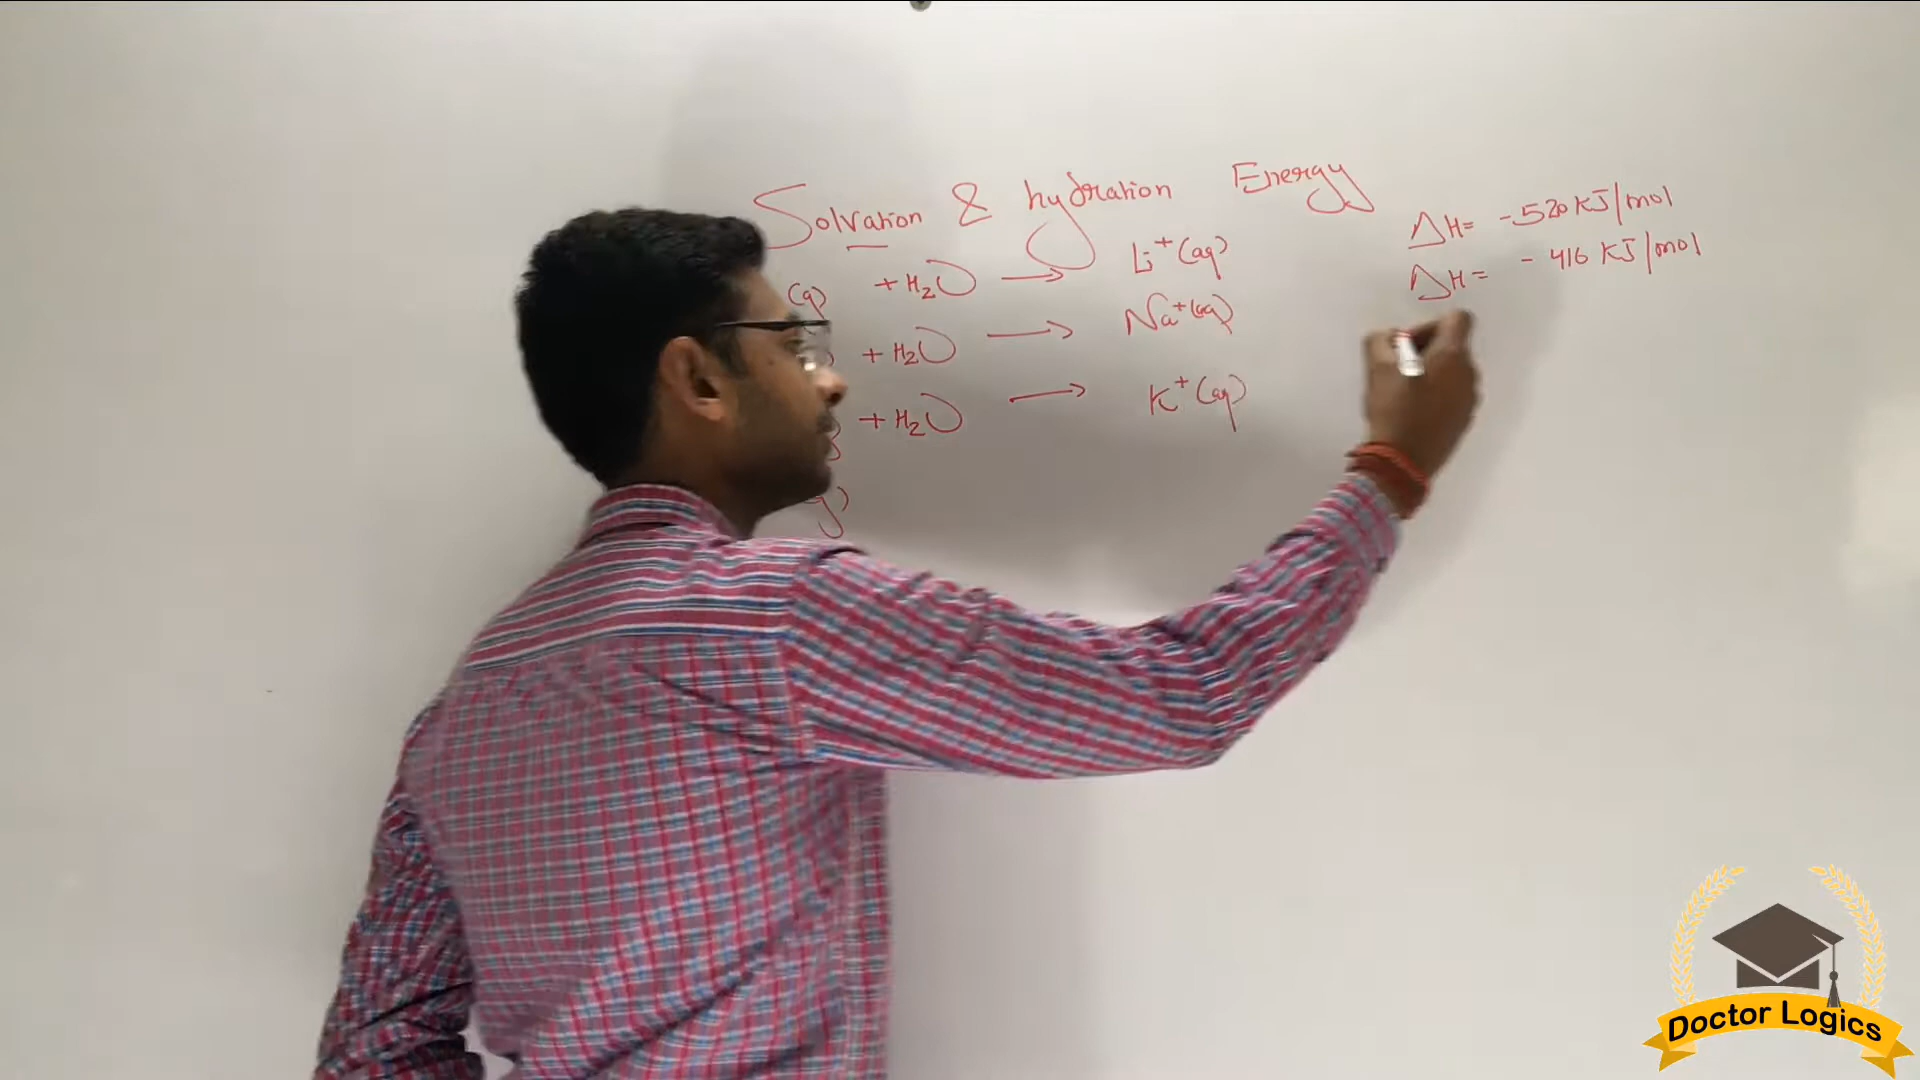 Solvation & hydration Energy
(g) + H₂O → Li⁺(aq) ΔH= -520 KJ/mol
+ H₂O → Na⁺(aq) ΔH= - 416 KJ/mol
+ H₂O → K⁺(aq)
Doctor Logics